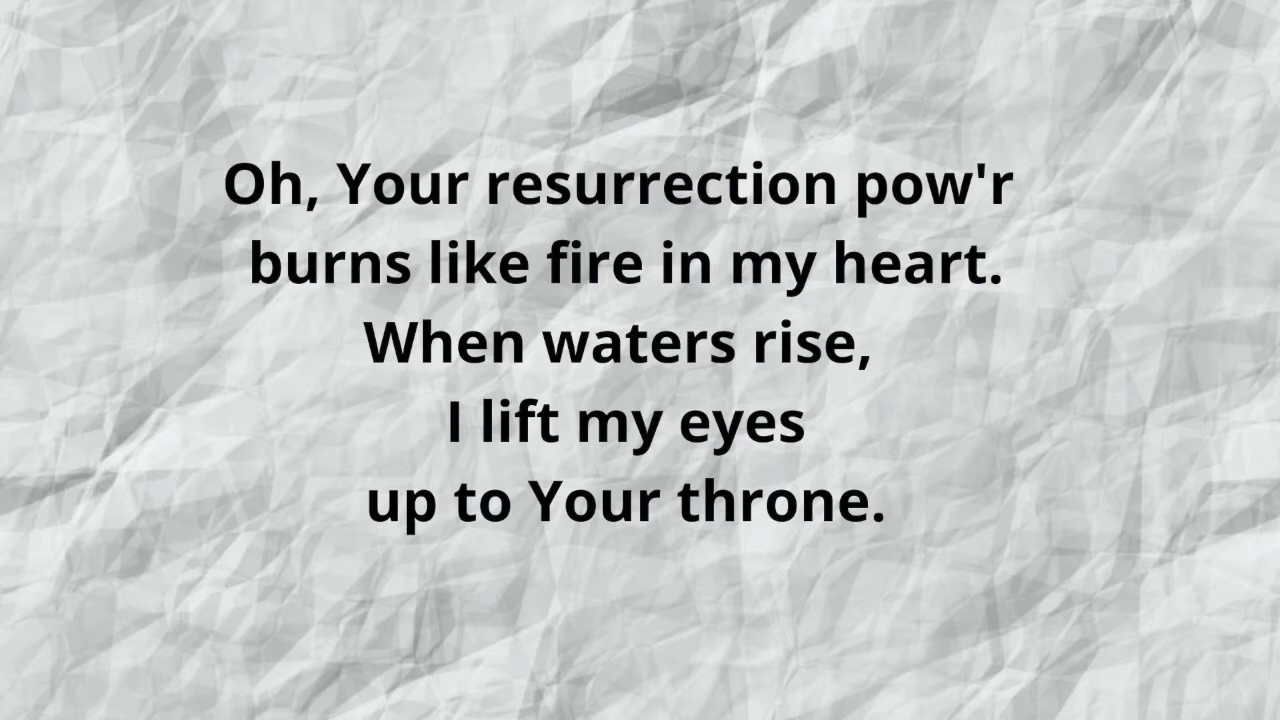 Oh, Your resurrection pow'r
burns like fire in my heart.
When waters rise,
I lift my eyes
up to Your throne.